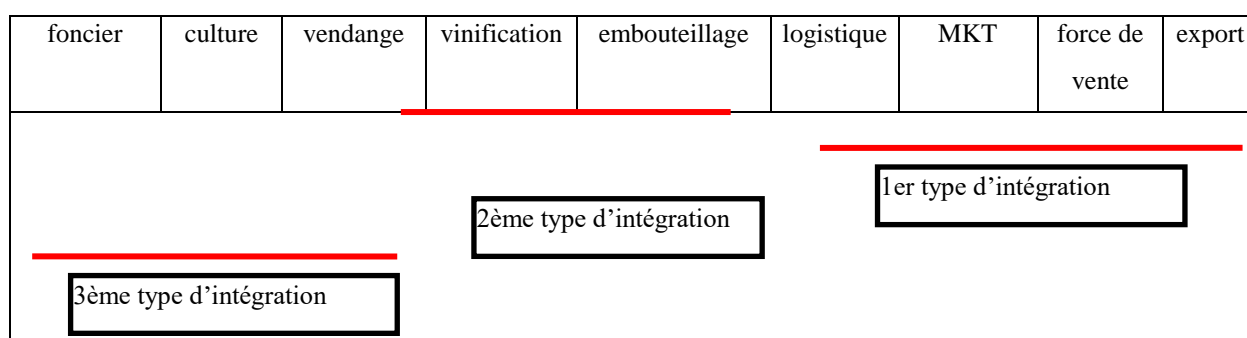 foncier culture vendange vinification embouteillage logistique MKT force de vente export
1er type d’intégration
2ème type d’intégration
3ème type d’intégration